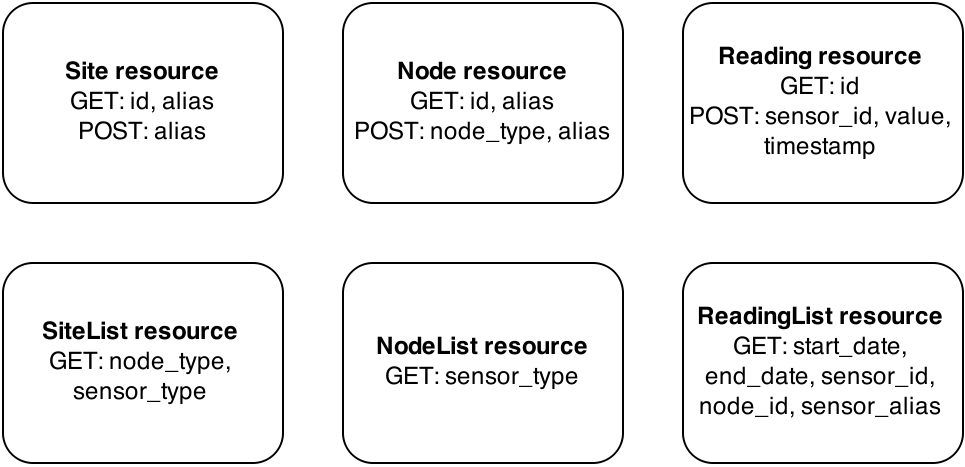 Site resource
GET: id, alias
POST: alias
Node resource
GET: id, alias
POST: node_type, alias
Reading resource
GET: id
POST: sensor_id, value,
timestamp
SiteList resource
GET: node_type,
sensor_type
NodeList resource
GET: sensor_type
ReadingList resource
GET: start_date,
end_date, sensor_id,
node_id, sensor_alias